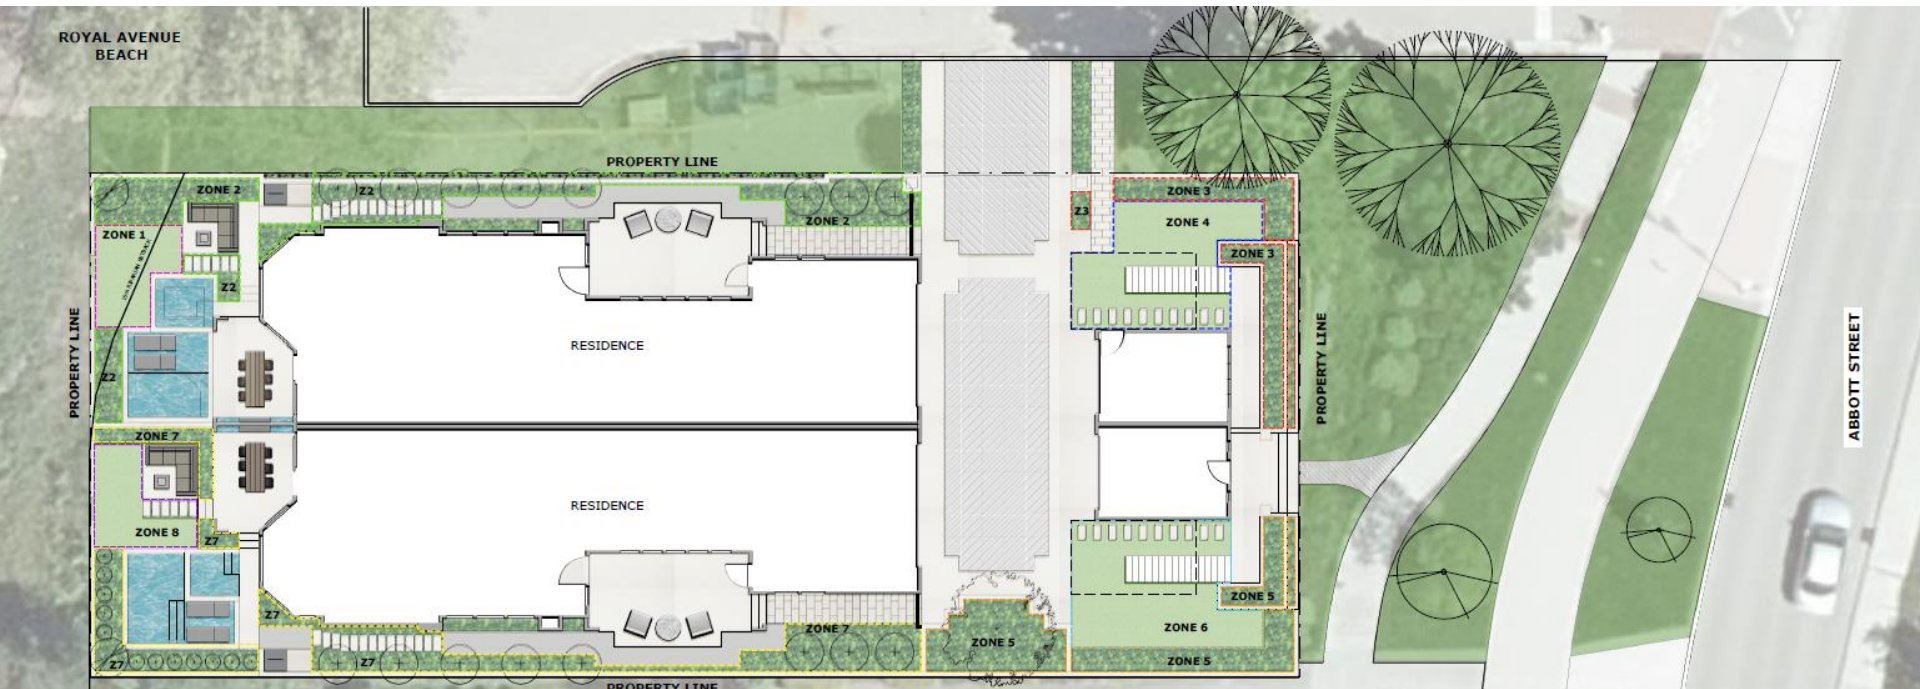 ROYAL AVENUE
BEACH
PROPERTY LINE
ZONE 2
Z2
ZONE 2
Z3
ZONE 3
ZONE 4
ZONE 3
ZONE 1
Z2
Z2
PROPERTY LINE
RESIDENCE
PROPERTY LINE
ABBOTT STREET
ZONE 7
ZONE 8
Z7
RESIDENCE
Z7
Z7
Z7
ZONE 7
ZONE 5
ZONE 5
ZONE 6
ZONE 5
PROPERTY LINE